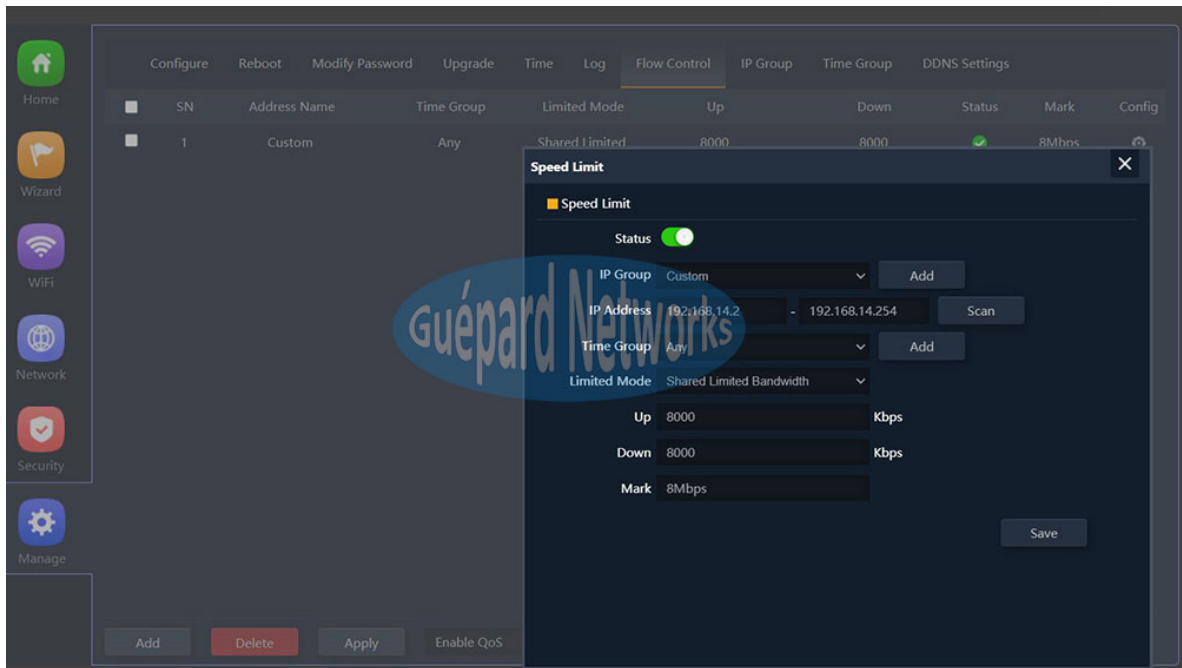 Configure Reboot Modify Password Upgrade Time Log Flow Control IP Group Time Group DDNS Settings
Home
SN Address Name Time Group Limited Mode Up Down Status Mark Config
1 Custom Any Shared Limited 8000 8000 8Mbps
Speed Limit
Wizard
Speed Limit
Status
WiFi
IP Group Custom Add
IP Address 192.168.14.2 - 192.168.14.254 Scan
Guépard Networks
Time Group Any Add
Network
Limited Mode Shared Limited Bandwidth
Up 8000 Kbps
Down 8000 Kbps
Security
Mark 8Mbps
Save
Manage
Add Delete Apply Enable QoS